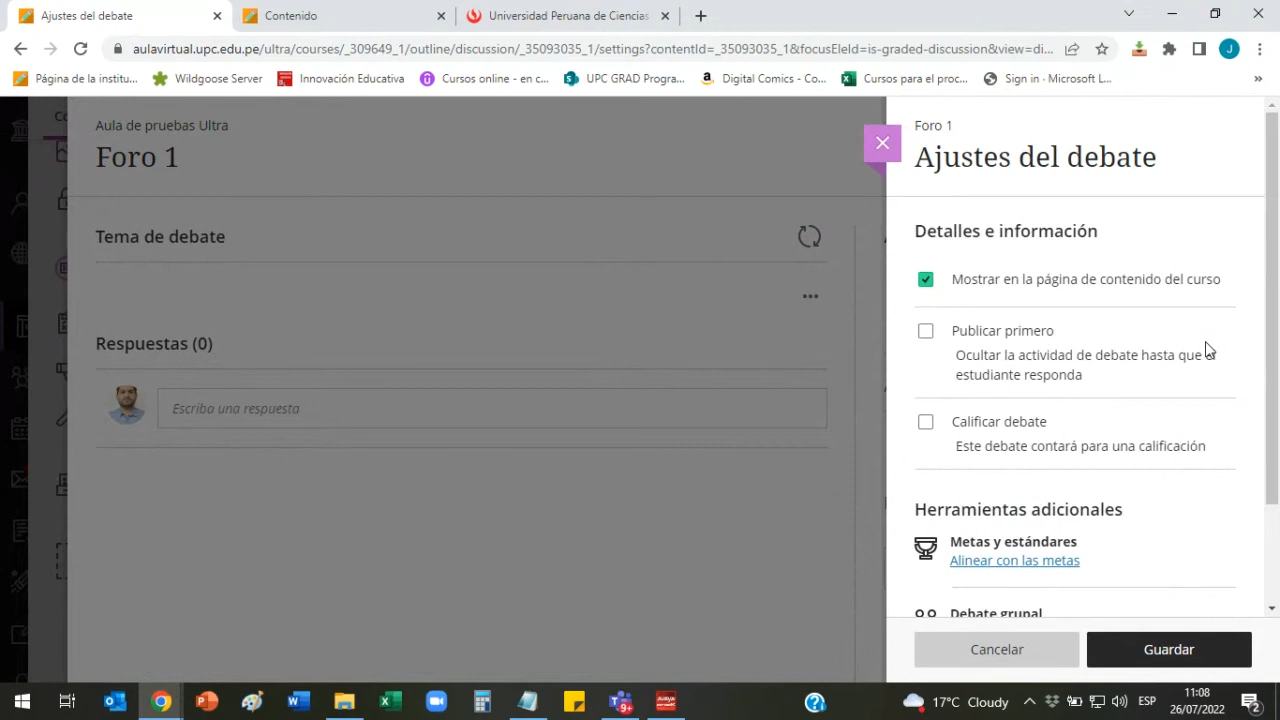 Ajustes del debate
Contenido
Universidad Peruana de Ciencias
aulavirtual.upc.edu.pe/ultra/courses/_309649_1/outline/discussion/_35093035_1/settings?contentId=_35093035_1&focusEleId=is-graded-discussion&view=di...
J
Página de la institu...
Wildgoose Server
Innovación Educativa
Cursos online - en c...
UPC GRAD Progra...
Digital Comics - Co...
Cursos para el proc...
Sign in · Microsoft L...
»
Co
Aula de pruebas Ultra
Foro 1
Tema de debate
Respuestas (0)
Escriba una respuesta
Foro 1
Ajustes del debate
Detalles e información
Mostrar en la página de contenido del curso
Publicar primero
Ocultar la actividad de debate hasta que
estudiante responda
Calificar debate
Este debate contará para una calificación
Herramientas adicionales
Metas y estándares
Alinear con las metas
Debate grupal
Cancelar
Guardar
17°C Cloudy
ESP
11:08
26/07/2022
2